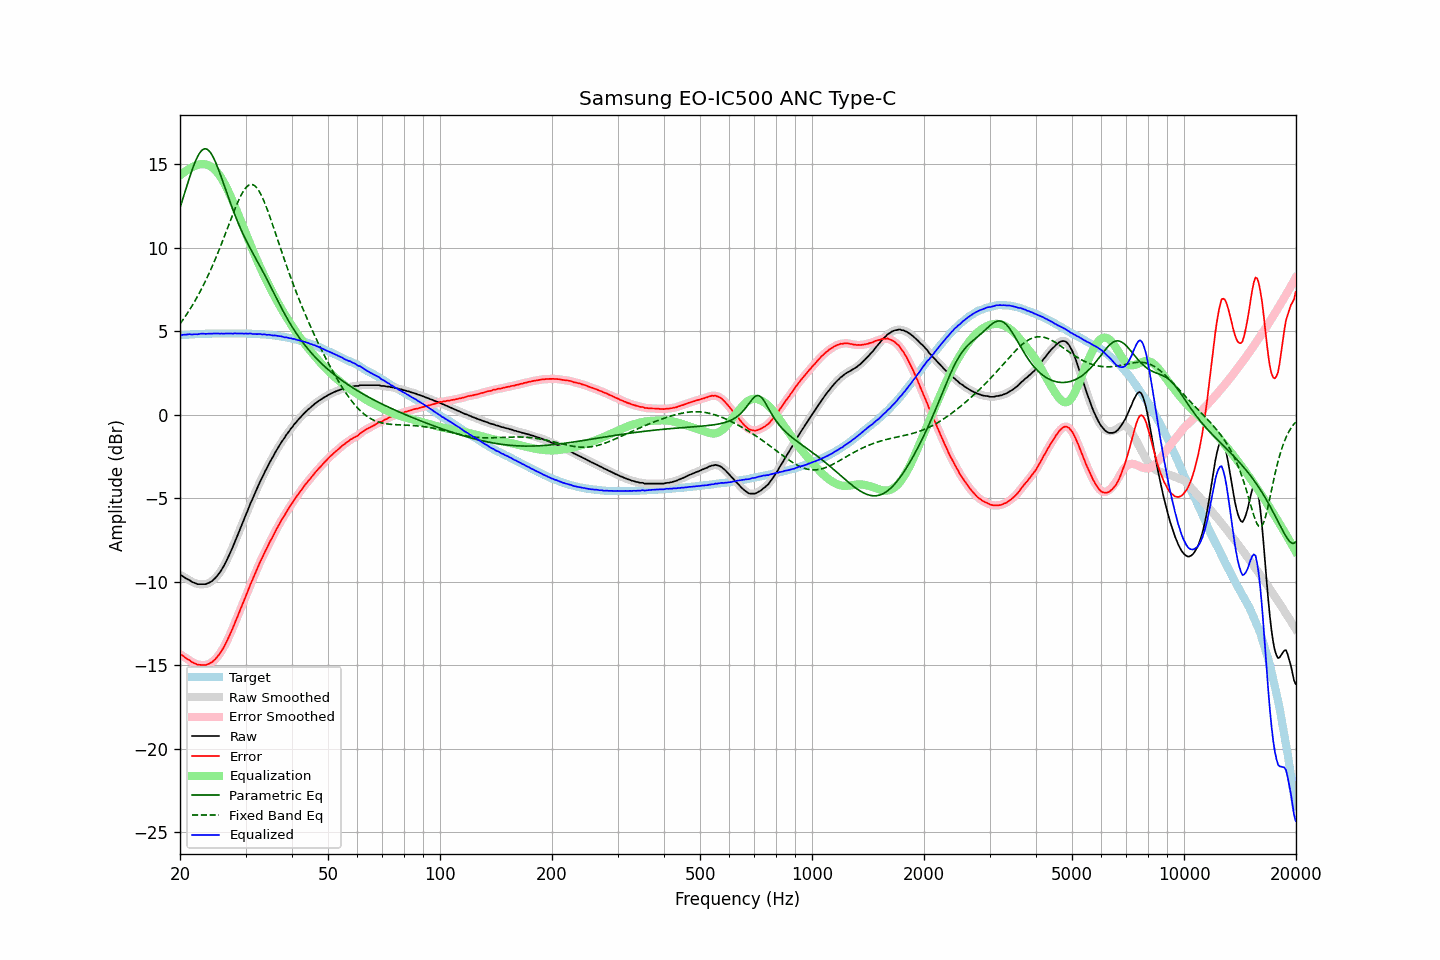 Samsung EO-IC500 ANC Type-C
Amplitude (dBr)
15
10
5
0
−5
−10
−15
−20
−25
Target
Raw Smoothed
Error Smoothed
Raw
Error
Equalization
Parametric Eq
Fixed Band Eq
Equalized
20
50
100
200
500
1000
2000
5000
10000
20000
Frequency (Hz)